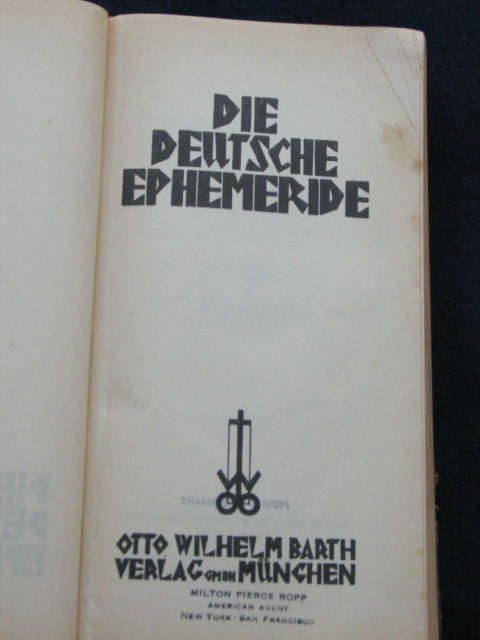 DIE
DEUTSCHE
EPHEMERIDE
OTTO WILHELM BARTH
VERLAG GMBH MÜNCHEN
MILTON PIERCE ROPP
AMERICAN AGENT
NEW YORK - SAN FRANCISCO